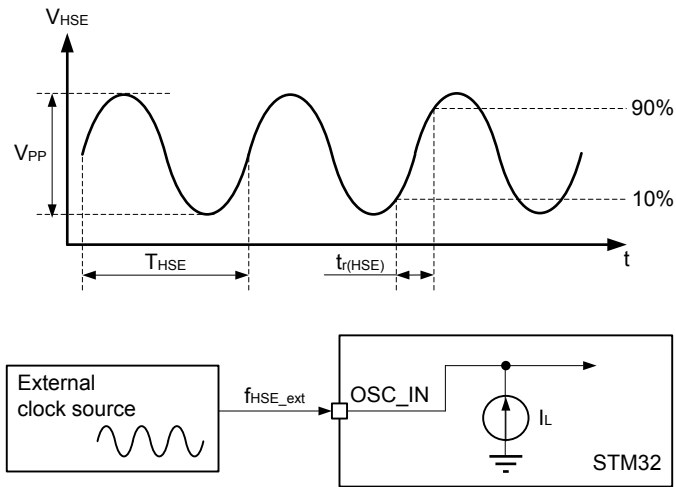 VHSE
90%
VPP
10%
THSE
tr(HSE)
t
External
clock source
fHSE_ext
OSC_IN
IL
STM32